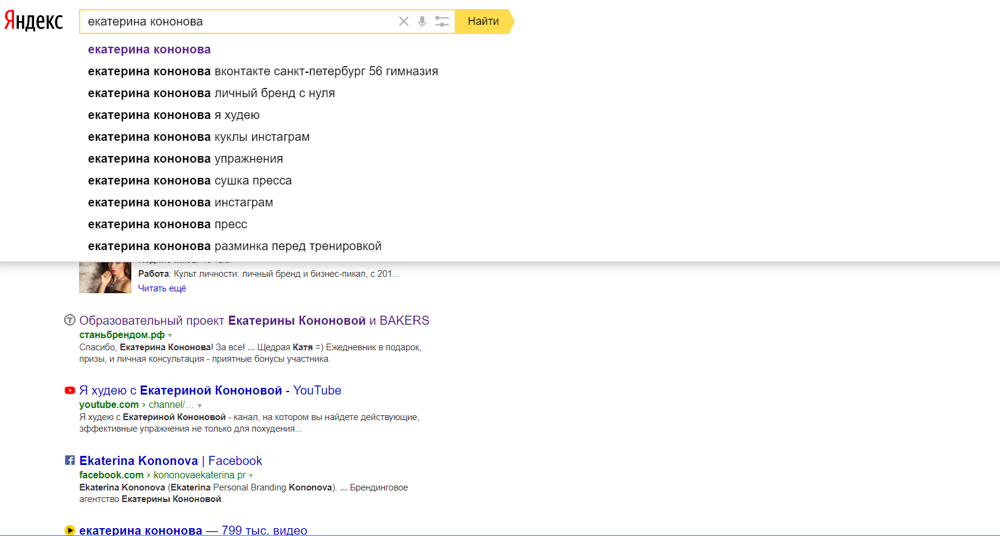 Яндекс
екатерина кононова
Найти
екатерина кононова
екатерина кононова вконтакте санкт-петербург 56 гимназия
екатерина кононова личный бренд с нуля
екатерина кононова я худею
екатерина кононова куклы инстаграм
екатерина кононова упражнения
екатерина кононова сушка пресса
екатерина кононова инстаграм
екатерина кононова пресс
екатерина кононова разминка перед тренировкой
Работа: Культ личности: личный бренд и бизнес-пикап, с 201...
Читать ещё
Образовательный проект Екатерины Кононовой и BAKERS
станьбрендом.рф
Спасибо, Екатерина Кононова! За все! ... Щедрая Катя =) Ежедневник в подарок,
призы, и личная консультация - приятные бонусы участника.
Я худею с Екатериной Кононовой - YouTube
youtube.com › channel/...
Я худею с Екатериной Кононовой - канал, на котором вы найдете действующие,
эффективные упражнения не только для похудения...
Ekaterina Kononova | Facebook
facebook.com › kononovaekaterina.pr
Ekaterina Kononova (Ekaterina Personal Branding Kononova). ... Брендинговое
агентство Екатерины Кононовой.
екатерина кононова — 799 тыс. видео